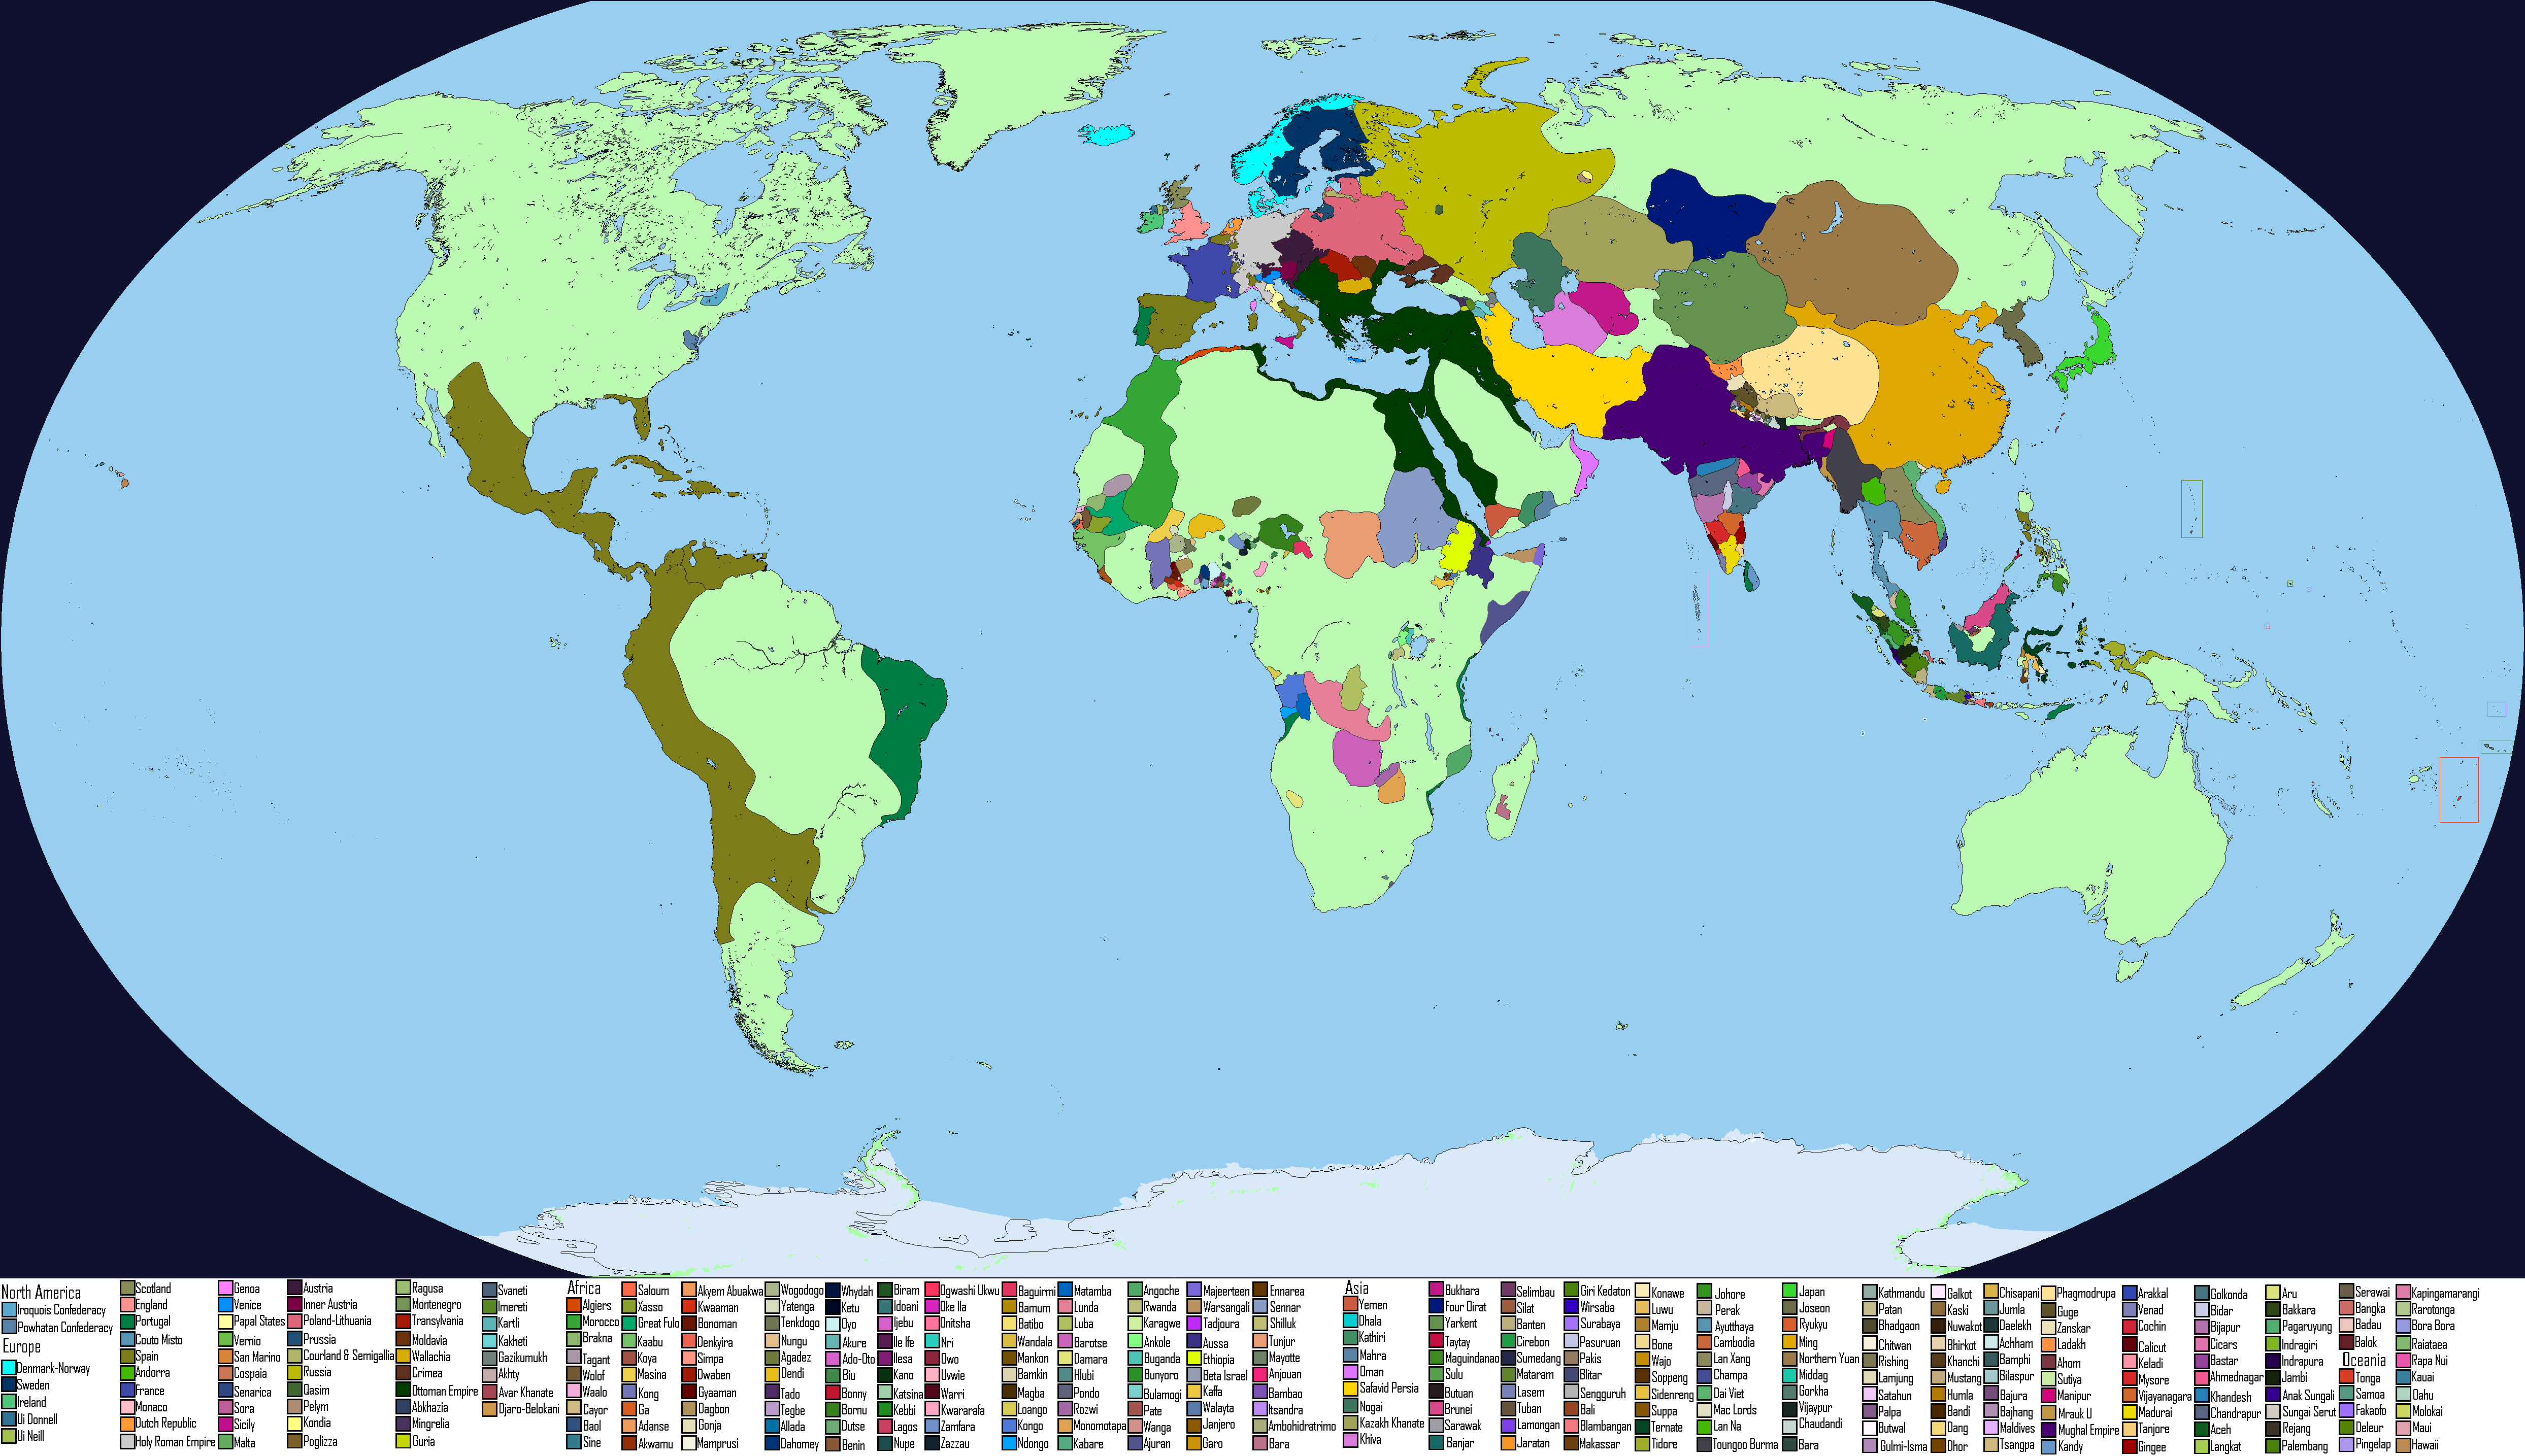 North America
Iroquois Confederacy
Powhatan Confederacy
Europe
Denmark-Norway
Sweden
Ireland
Ui Donnell
Ui Neill
Scotland
England
Portugal
Couto Misto
Spain
Andorra
France
Monaco
Dutch Republic
Holy Roman Empire
Genoa
Venice
Papal States
Vernio
San Marino
Cospaia
Senarica
Sora
Sicily
Malta
Austria
Inner Austria
Poland-Lithuania
Prussia
Courland & Semigallia
Russia
Qasim
Pelym
Kondia
Poglizza
Ragusa
Montenegro
Transylvania
Moldavia
Wallachia
Crimea
Ottoman Empire
Abkhazia
Mingrelia
Guria
Svaneti
Imereti
Kartli
Kakheti
Gazikumukh
Akhty
Avar Khanate
Djaro-Belokani
Africa
Algiers
Morocco
Brakna
Tagant
Wolof
Waalo
Cayor
Baol
Sine
Saloum
Xasso
Great Fulo
Kaabu
Koya
Masina
Kong
Ga
Adanse
Akwamu
Akyem Abuakwa
Kwaaman
Bonoman
Denkyira
Simpa
Dwaben
Gyaaman
Dagbon
Gonja
Mamprusi
Wogodogo
Yatenga
Tenkdogo
Nungu
Agadez
Dendi
Tado
Tegbe
Allada
Dahomey
Whydah
Ketu
Oyo
Akure
Ado-Oto
Biu
Bonny
Bornu
Dutse
Benin
Biram
Idoani
Ijebu
Ile Ife
Ilesa
Kano
Katsina
Kebbi
Lagos
Nupe
Ogwashi Ukwu
Oke Ila
Onitsha
Nri
Owo
Uvwie
Warri
Kwararafa
Zamfara
Zazzau
Baguirmi
Bamum
Batibo
Wandala
Mankon
Bamkin
Magba
Loango
Kongo
Ndongo
Matamba
Lunda
Luba
Barotse
Damara
Hlubi
Pondo
Rozwi
Monomotapa
Kabare
Angoche
Rwanda
Karagwe
Ankole
Buganda
Bunyoro
Bulamogi
Pate
Wanga
Ajuran
Majeerteen
Warsangali
Tadjoura
Aussa
Ethiopia
Beta Israel
Kaffa
Walayta
Janjero
Garo
Ennarea
Sennar
Shilluk
Tunjur
Mayotte
Anjouan
Bambao
Itsandra
Ambohidratrimo
Bara
Asia
Yemen
Dhala
Kathiri
Mahra
Oman
Safavid Persia
Nogai
Kazakh Khanate
Khiva
Bukhara
Four Oirat
Yarkent
Taytay
Maguindanao
Sulu
Butuan
Brunei
Sarawak
Banjar
Selimbau
Silat
Banten
Cirebon
Sumedang
Mataram
Lasem
Tuban
Lamongan
Jaratan
Giri Kedaton
Wirsaba
Surabaya
Pasuruan
Pakis
Blitar
Sengguruh
Bali
Blambangan
Makassar
Konawe
Luwu
Mamju
Bone
Wajo
Soppeng
Sidenreng
Suppa
Ternate
Tidore
Johore
Perak
Ayutthaya
Cambodia
Lan Xang
Champa
Dai Viet
Mac Lords
Lan Na
Toungoo Burma
Japan
Joseon
Ryukyu
Ming
Northern Yuan
Middag
Gorkha
Vijaypur
Chaudandi
Bara
Kathmandu
Patan
Bhadgaon
Chitwan
Rishing
Lamjung
Satahun
Palpa
Butwal
Gulmi-Isma
Galkot
Kaski
Nuwakot
Bhirkot
Khanchi
Mustang
Humla
Bandi
Dang
Dhor
Chisapani
Jumla
Daelekh
Achham
Bamphi
Bilaspur
Bajura
Bajhang
Maldives
Tsangpa
Phagmodrupa
Guge
Zanskar
Ladakh
Ahom
Sutiya
Manipur
Mrauk U
Mughal Empire
Kandy
Arakkal
Venad
Cochin
Calicut
Keladi
Mysore
Vijayanagara
Madurai
Tanjore
Gingee
Golkonda
Bidar
Bijapur
Cicars
Bastar
Ahmednagar
Khandesh
Chandrapur
Aceh
Langkat
Aru
Bakkara
Pagaruyung
Indragiri
Indrapura
Jambi
Anak Sungali
Sungai Serut
Rejang
Palembang
Serawai
Bangka
Badau
Balok
Oceania
Tonga
Samoa
Fakaofo
Deleur
Pingelap
Kapingamarangi
Rarotonga
Bora Bora
Raiataea
Rapa Nui
Kauai
Oahu
Molokai
Maui
Hawaii